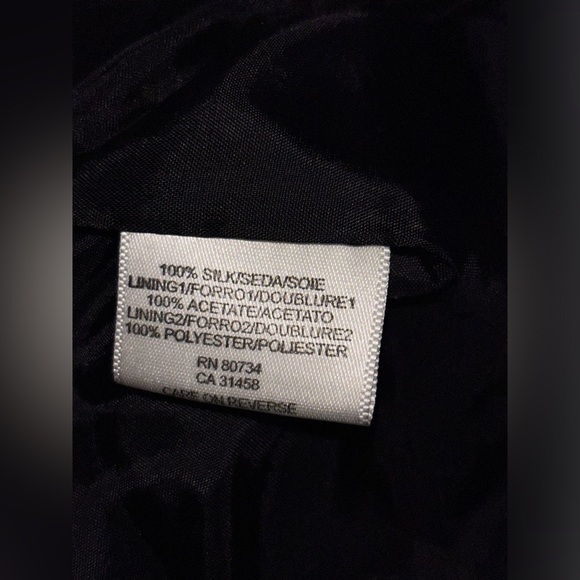 100% SILK/SEDA/SOIE
LINING1/FORRO1/DOUBLURE1
100% ACETATE/ACETATO
LINING2/FORRO2/DOUBLURE2
100% POLYESTER/POLIESTER
RN 80734
CA 31458
CARE ON REVERSE